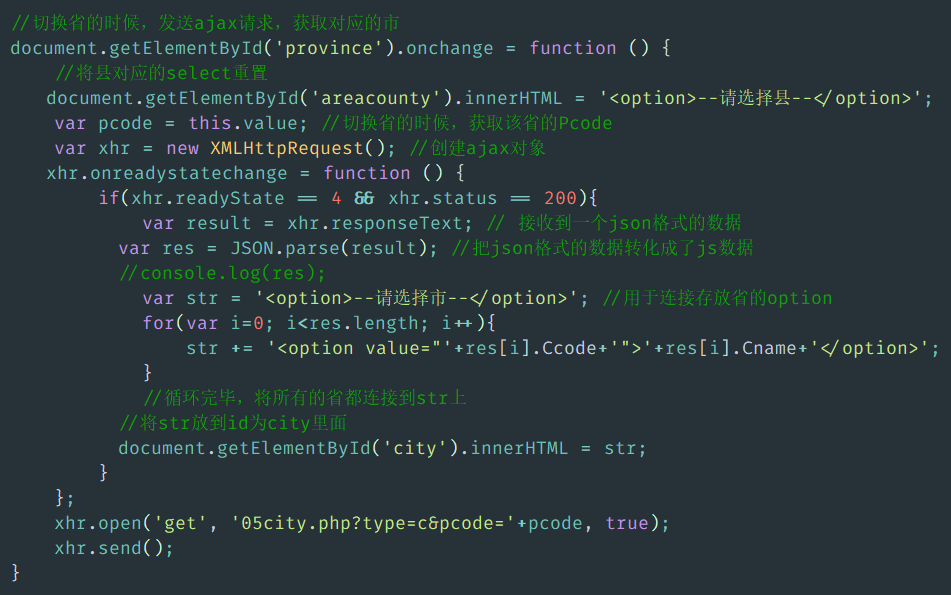 //切换省的时候，发送ajax请求，获取对应的市
document.getElementById('province').onchange = function () {
//将县对应的select重置
document.getElementById('areacounty').innerHTML = '<option>--请选择县--</option>';
var pcode = this.value; //切换省的时候，获取该省的Pcode
var xhr = new XMLHttpRequest(); //创建ajax对象
xhr.onreadystatechange = function () {
if(xhr.readyState == 4 && xhr.status == 200){
var result = xhr.responseText; // 接收到一个json格式的数据
var res = JSON.parse(result); //把json格式的数据转化成了js数据
//console.log(res);
var str = '<option>--请选择市--</option>'; //用于连接存放省的option
for(var i=0; i<res.length; i++){
str += '<option value="'+res[i].Ccode+'">'+res[i].Cname+'</option>';
}
//循环完毕，将所有的省都连接到str上
//将str放到id为city里面
document.getElementById('city').innerHTML = str;
}
};
xhr.open('get', '05city.php?type=c&pcode='+pcode, true);
xhr.send();
}